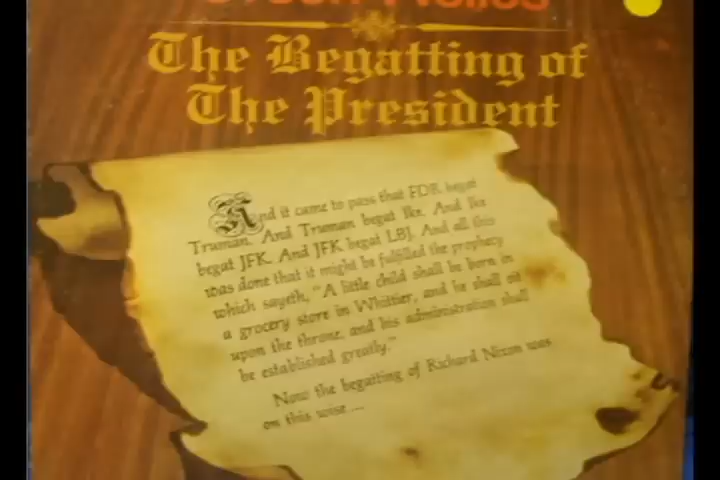 The Begatting of
The President
And it came to pass that FDR begat
Truman. And Truman begat Ike. And Ike
begat JFK. And JFK begat LBJ. And all this
was done that it might be fulfilled the prophecy
which sayeth, "A little child shall be born in
a grocery store in Whittier, and he shall sit
upon the throne, and his administration shall
be established greatly."
Now the begatting of Richard Nixon was
on this wise...